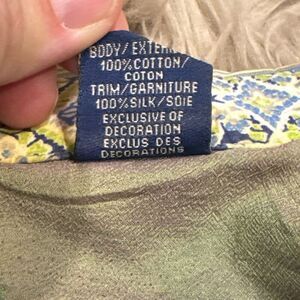 BODY/ EXTER
100%COTTON/
COTON
TRIM/GARNITURE
100%SILK/SOIE
EXCLUSIVE OF
DECORATION
EXCLUS DES
DECORATIONS